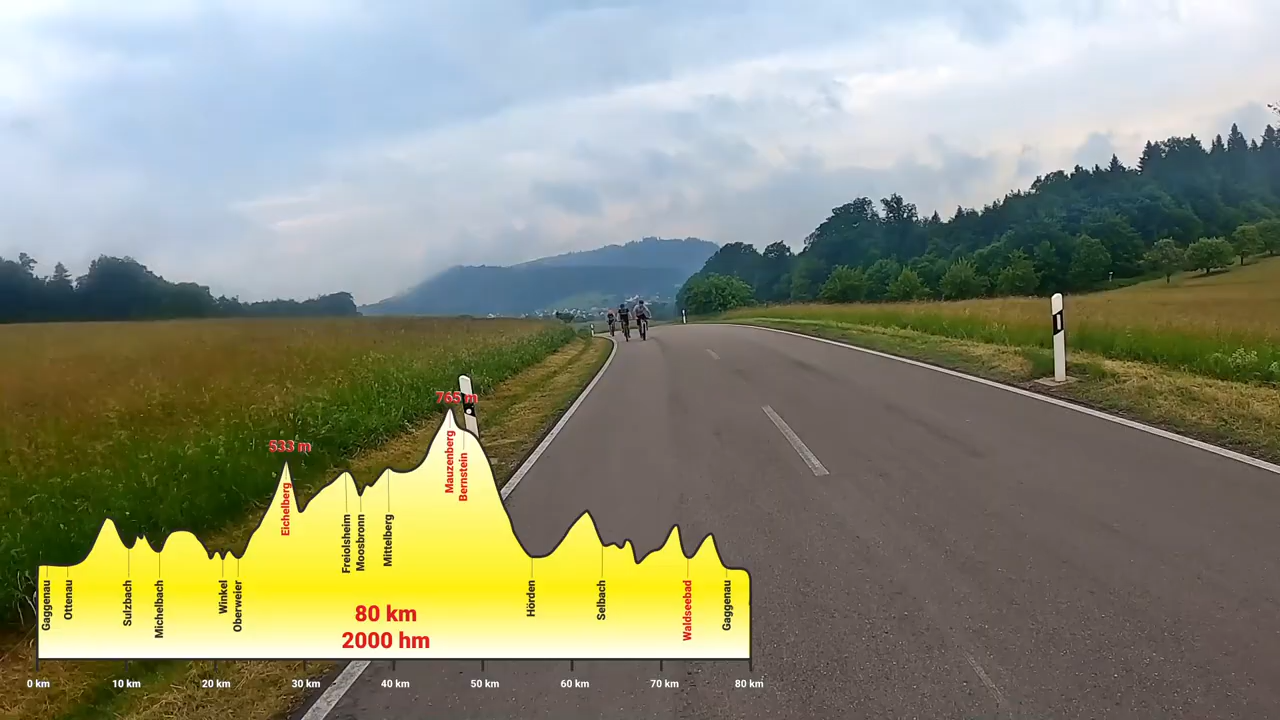 765 m
533 m
Mauzenberg
Bernstein
Eichelberg
Freiolsheim
Moosbronn
Mittelberg
Gaggenau
Ottenau
Sulzbach
Michelbach
Winkel
Oberweier
Hörden
Selbach
Waldseebad
Gaggenau
80 km
2000 hm
0 km 10 km 20 km 30 km 40 km 50 km 60 km 70 km 80 km